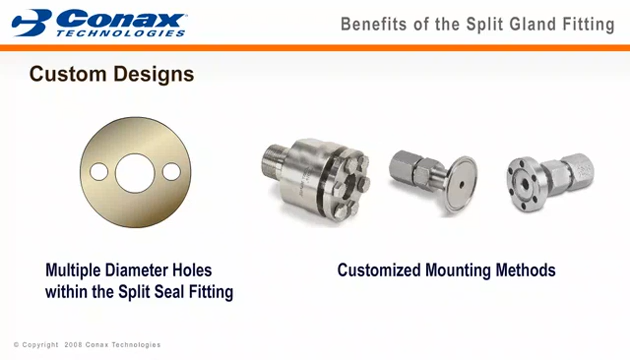 Conax
TECHNOLOGIES
Benefits of the Split Gland Fitting
Custom Designs
Multiple Diameter Holes
within the Split Seal Fitting
Customized Mounting Methods
© Copyright 2008 Conax Technologies